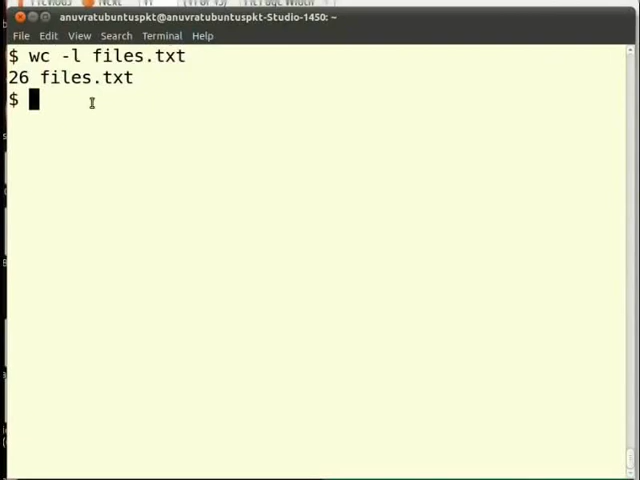 anuvratubuntuspkt@anuvratubuntuspkt-Studio-1450: ~
File Edit View Search Terminal Help
$ wc -l files.txt
26 files.txt
$